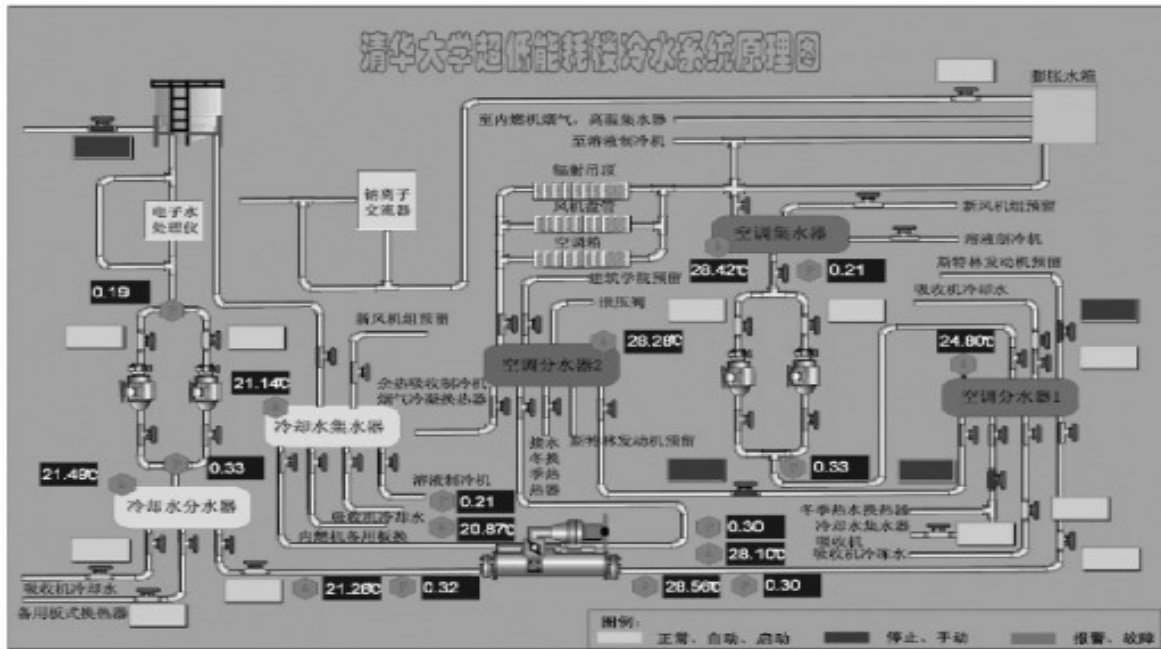 清华大学超低能耗楼冷水系统原理图
膨胀水箱
至内燃机烟气,高温集水器
至溶液制冷机
辐射吊顶
钠离子
交流器
风机盘管
新风机组预留
电子水
处理仪
空调集水器
空调箱
溶液制冷机
28.42℃
0.21
建筑学院预留
斯特林发动机预留
0.19
泄压阀
吸收机冷却水
新风机组预留
28.28℃
24.80℃
空调分水器2
21.14℃
余热吸收制冷机
烟气冷凝换热器
空调分水器1
冷却水集水器
斯特林发动机预留
接水
冬换
季热
热器
0.33
0.33
21.49℃
溶液制冷机
冷却水分水器
0.21
冬季热水换热器
吸收机冷却水
20.87℃
0.30
冷却水集水器
内燃机备用板换
吸收机
28.10℃
吸收机冷冻水
吸收机冷却水
21.26℃
0.32
28.56℃
0.30
备用板式换热器
图例:
正常、自动、启动
停止、手动
报警、故障